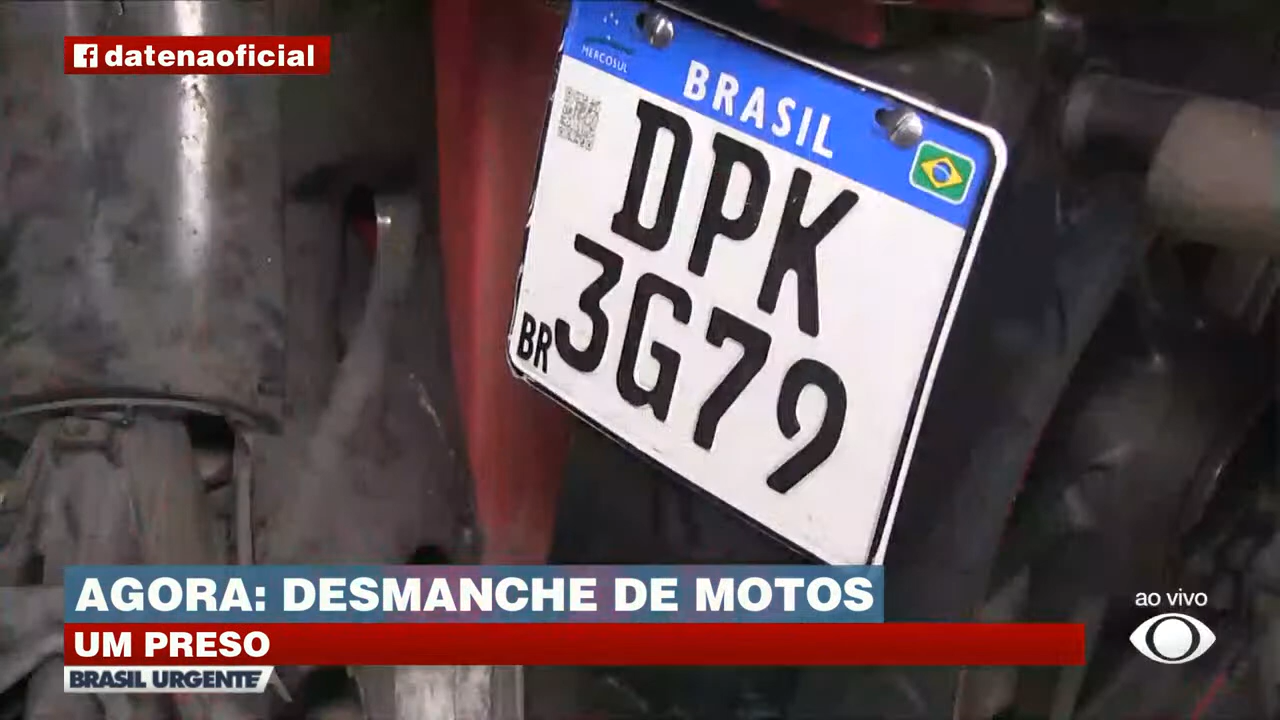 datenaoficial
MERCOSUL
BRASIL
DPK
3G79
BR
AGORA: DESMANCHE DE MOTOS
UM PRESO
BRASIL URGENTE
ao vivo